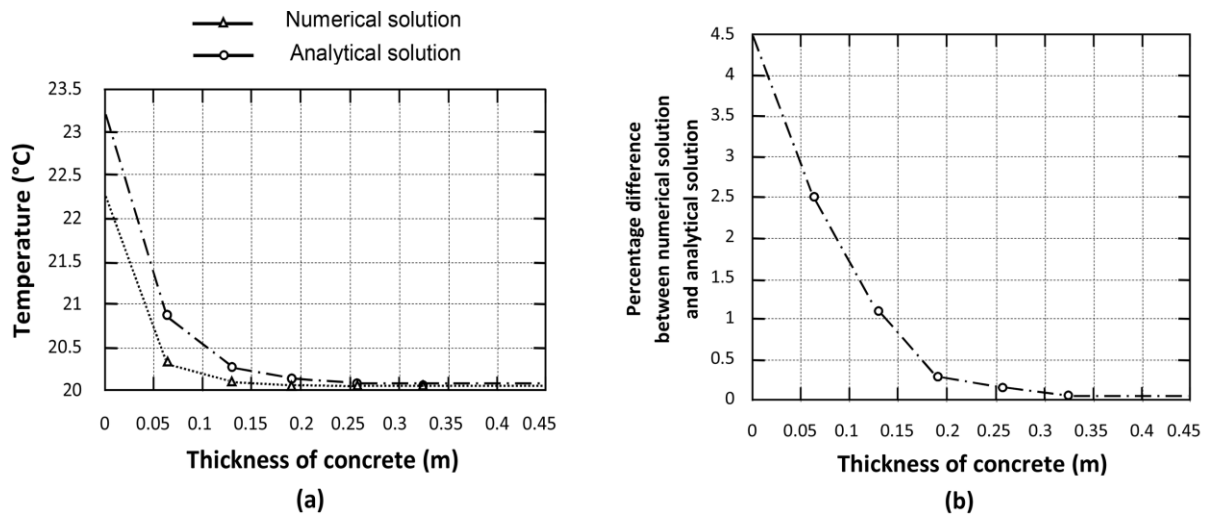 Numerical solution
Analytical solution
23.5
23
22.5
22
21.5
21
20.5
20
Temperature (°C)
0 0.05 0.1 0.15 0.2 0.25 0.3 0.35 0.4 0.45
Thickness of concrete (m)
(a)
4.5
4
3.5
3
2.5
2
1.5
1
0.5
0
Percentage difference
between numerical solution
and analytical solution
0 0.05 0.1 0.15 0.2 0.25 0.3 0.35 0.4 0.45
Thickness of concrete (m)
(b)